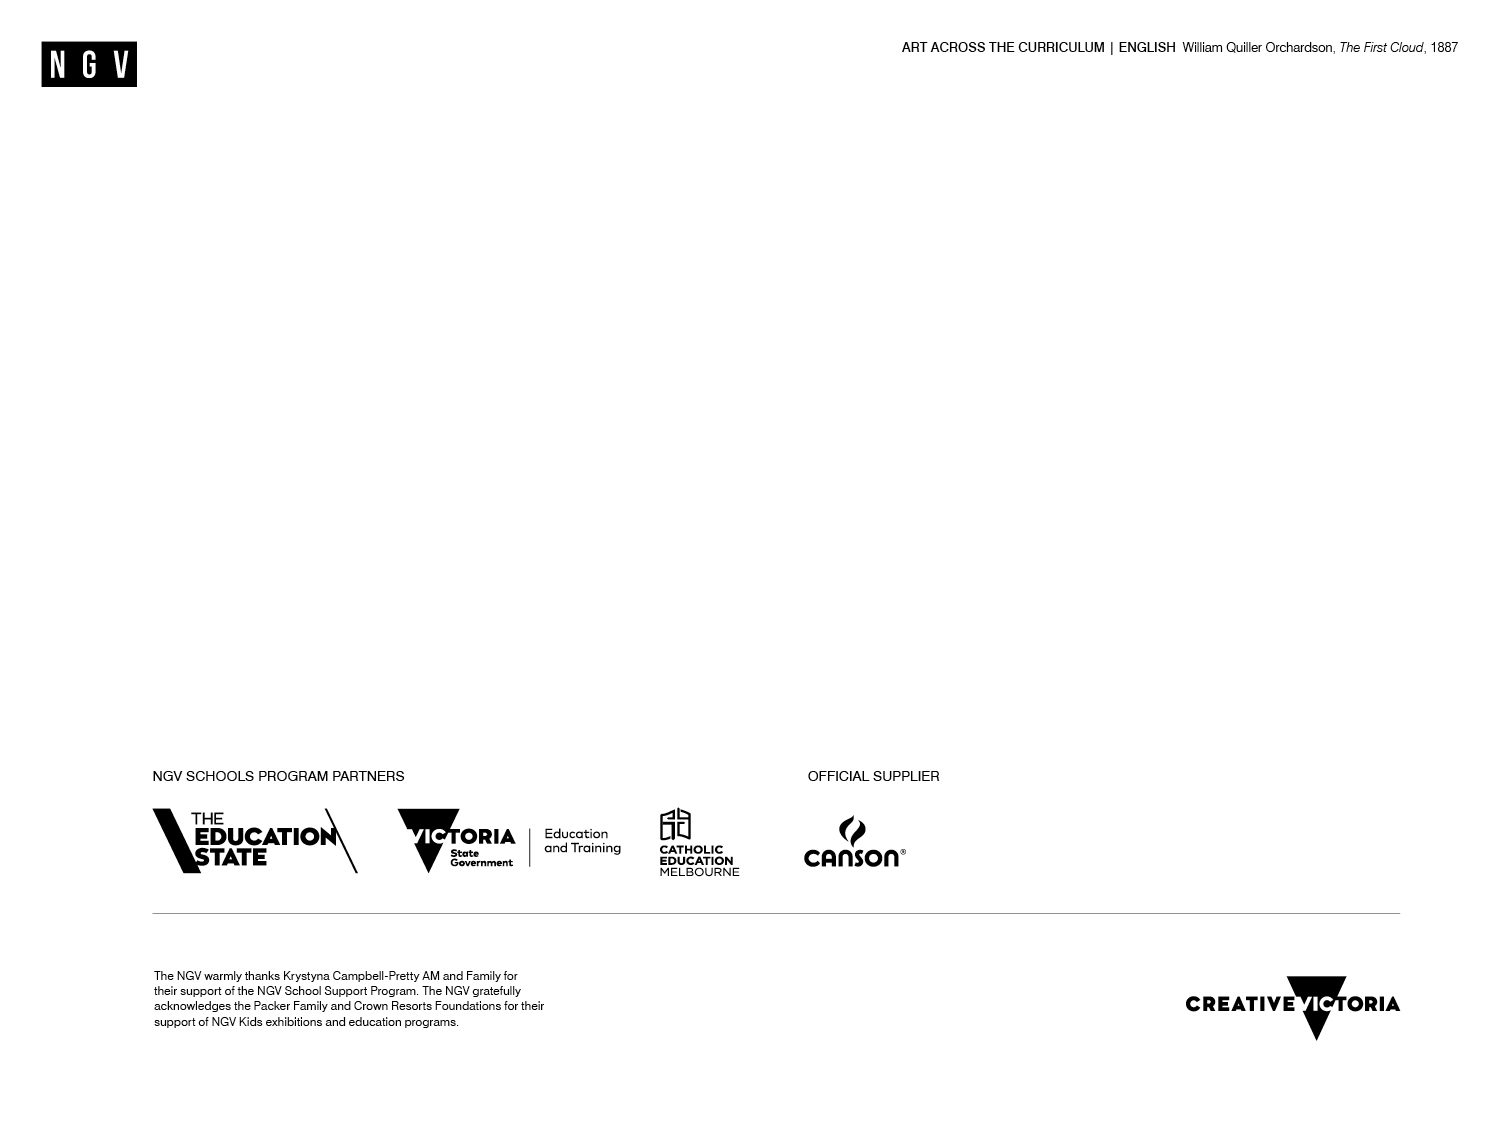 NGV
ART ACROSS THE CURRICULUM | ENGLISH William Quiller Orchardson, The First Cloud, 1887
NGV SCHOOLS PROGRAM PARTNERS
OFFICIAL SUPPLIER
THE
EDUCATION
STATE
VICTORIA
State
Government
Education
and Training
CATHOLIC
EDUCATION
MELBOURNE
CANSON®
The NGV warmly thanks Krystyna Campbell-Pretty AM and Family for
their support of the NGV School Support Program. The NGV gratefully
acknowledges the Packer Family and Crown Resorts Foundations for their
support of NGV Kids exhibitions and education programs.
CREATIVE VICTORIA